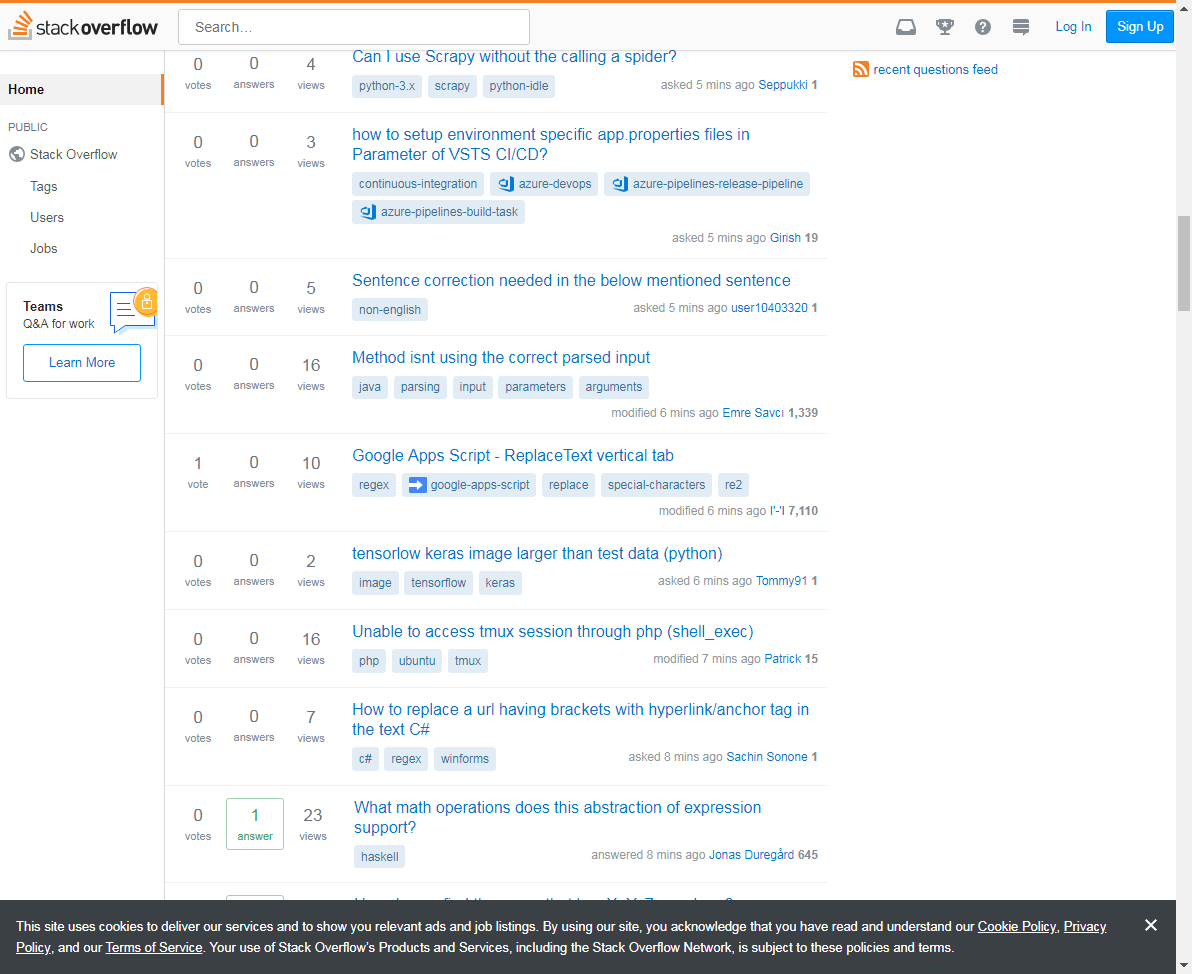 stackoverflow
Search…
Log In
Sign Up
Home
PUBLIC
Stack Overflow
Tags
Users
Jobs
Teams
Q&A for work
Learn More
0 votes 0 answers 4 views
Can I use Scrapy without the calling a spider?
python-3.x scrapy python-idle
asked 5 mins ago Seppukki 1
0 votes 0 answers 3 views
how to setup environment specific app.properties files in
Parameter of VSTS CI/CD?
continuous-integration azure-devops azure-pipelines-release-pipeline
azure-pipelines-build-task
asked 5 mins ago Girish 19
0 votes 0 answers 5 views
Sentence correction needed in the below mentioned sentence
non-english
asked 5 mins ago user10403320 1
0 votes 0 answers 16 views
Method isnt using the correct parsed input
java parsing input parameters arguments
modified 6 mins ago Emre Savcı 1,339
1 vote 0 answers 10 views
Google Apps Script - ReplaceText vertical tab
regex google-apps-script replace special-characters re2
modified 6 mins ago I'-'I 7,110
0 votes 0 answers 2 views
tensorlow keras image larger than test data (python)
image tensorflow keras
asked 6 mins ago Tommy91 1
0 votes 0 answers 16 views
Unable to access tmux session through php (shell_exec)
php ubuntu tmux
modified 7 mins ago Patrick 15
0 votes 0 answers 7 views
How to replace a url having brackets with hyperlink/anchor tag in
the text C#
c# regex winforms
asked 8 mins ago Sachin Sonone 1
0 votes 1 answer 23 views
What math operations does this abstraction of expression
support?
haskell
answered 8 mins ago Jonas Duregård 645
recent questions feed
This site uses cookies to deliver our services and to show you relevant ads and job listings. By using our site, you acknowledge that you have read and understand our Cookie Policy, Privacy
Policy, and our Terms of Service. Your use of Stack Overflow's Products and Services, including the Stack Overflow Network, is subject to these policies and terms.